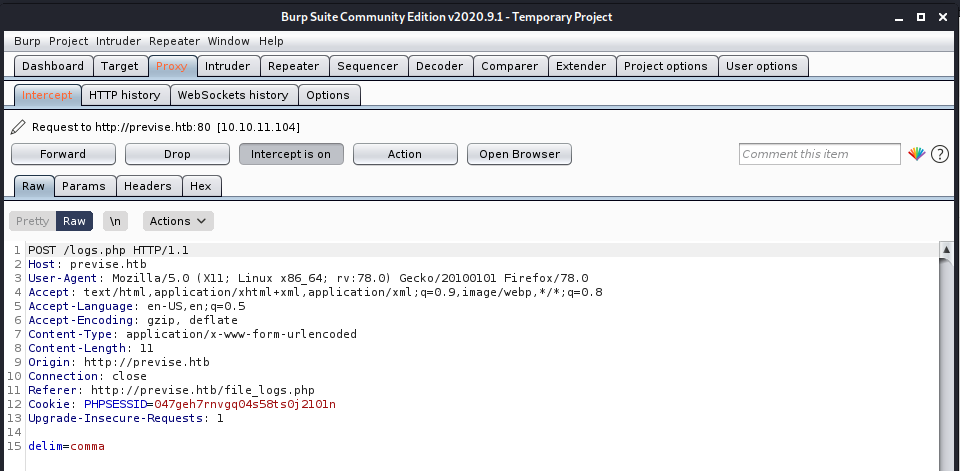 Burp Suite Community Edition v2020.9.1 - Temporary Project
Burp Project Intruder Repeater Window Help
Dashboard Target Proxy Intruder Repeater Sequencer Decoder Comparer Extender Project options User options
Intercept HTTP history WebSockets history Options
Request to http://previse.htb:80 [10.10.11.104]
Forward Drop Intercept is on Action Open Browser Comment this item ?
Raw Params Headers Hex
Pretty Raw \n Actions
1 POST /logs.php HTTP/1.1
2 Host: previse.htb
3 User-Agent: Mozilla/5.0 (X11; Linux x86_64; rv:78.0) Gecko/20100101 Firefox/78.0
4 Accept: text/html,application/xhtml+xml,application/xml;q=0.9,image/webp,*/*;q=0.8
5 Accept-Language: en-US,en;q=0.5
6 Accept-Encoding: gzip, deflate
7 Content-Type: application/x-www-form-urlencoded
8 Content-Length: 11
9 Origin: http://previse.htb
10 Connection: close
11 Referer: http://previse.htb/file_logs.php
12 Cookie: PHPSESSID=047geh7rnvgq04s58ts0j2101n
13 Upgrade-Insecure-Requests: 1
14
15 delim=comma